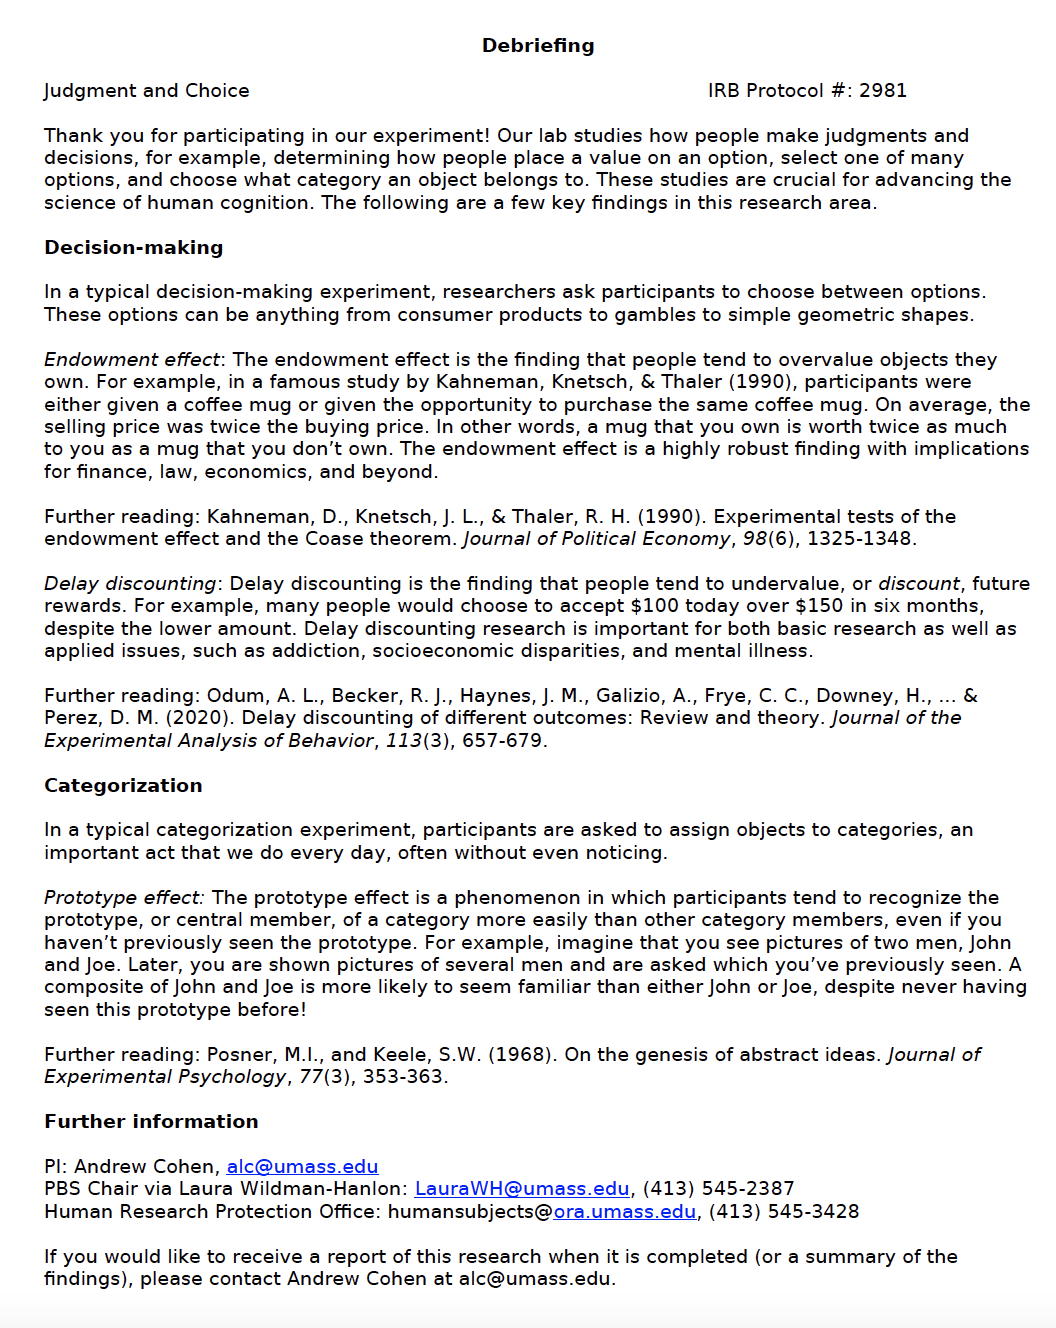 Debriefing
Judgment and Choice IRB Protocol #: 2981
Thank you for participating in our experiment! Our lab studies how people make judgments and
decisions, for example, determining how people place a value on an option, select one of many
options, and choose what category an object belongs to. These studies are crucial for advancing the
science of human cognition. The following are a few key findings in this research area.
Decision-making
In a typical decision-making experiment, researchers ask participants to choose between options.
These options can be anything from consumer products to gambles to simple geometric shapes.
Endowment effect: The endowment effect is the finding that people tend to overvalue objects they
own. For example, in a famous study by Kahneman, Knetsch, & Thaler (1990), participants were
either given a coffee mug or given the opportunity to purchase the same coffee mug. On average, the
selling price was twice the buying price. In other words, a mug that you own is worth twice as much
to you as a mug that you don’t own. The endowment effect is a highly robust finding with implications
for finance, law, economics, and beyond.
Further reading: Kahneman, D., Knetsch, J. L., & Thaler, R. H. (1990). Experimental tests of the
endowment effect and the Coase theorem. Journal of Political Economy, 98(6), 1325-1348.
Delay discounting: Delay discounting is the finding that people tend to undervalue, or discount, future
rewards. For example, many people would choose to accept $100 today over $150 in six months,
despite the lower amount. Delay discounting research is important for both basic research as well as
applied issues, such as addiction, socioeconomic disparities, and mental illness.
Further reading: Odum, A. L., Becker, R. J., Haynes, J. M., Galizio, A., Frye, C. C., Downey, H., ... &
Perez, D. M. (2020). Delay discounting of different outcomes: Review and theory. Journal of the
Experimental Analysis of Behavior, 113(3), 657-679.
Categorization
In a typical categorization experiment, participants are asked to assign objects to categories, an
important act that we do every day, often without even noticing.
Prototype effect: The prototype effect is a phenomenon in which participants tend to recognize the
prototype, or central member, of a category more easily than other category members, even if you
haven’t previously seen the prototype. For example, imagine that you see pictures of two men, John
and Joe. Later, you are shown pictures of several men and are asked which you’ve previously seen. A
composite of John and Joe is more likely to seem familiar than either John or Joe, despite never having
seen this prototype before!
Further reading: Posner, M.I., and Keele, S.W. (1968). On the genesis of abstract ideas. Journal of
Experimental Psychology, 77(3), 353-363.
Further information
PI: Andrew Cohen, alc@umass.edu
PBS Chair via Laura Wildman-Hanlon: LauraWH@umass.edu, (413) 545-2387
Human Research Protection Office: humansubjects@ora.umass.edu, (413) 545-3428
If you would like to receive a report of this research when it is completed (or a summary of the
findings), please contact Andrew Cohen at alc@umass.edu.